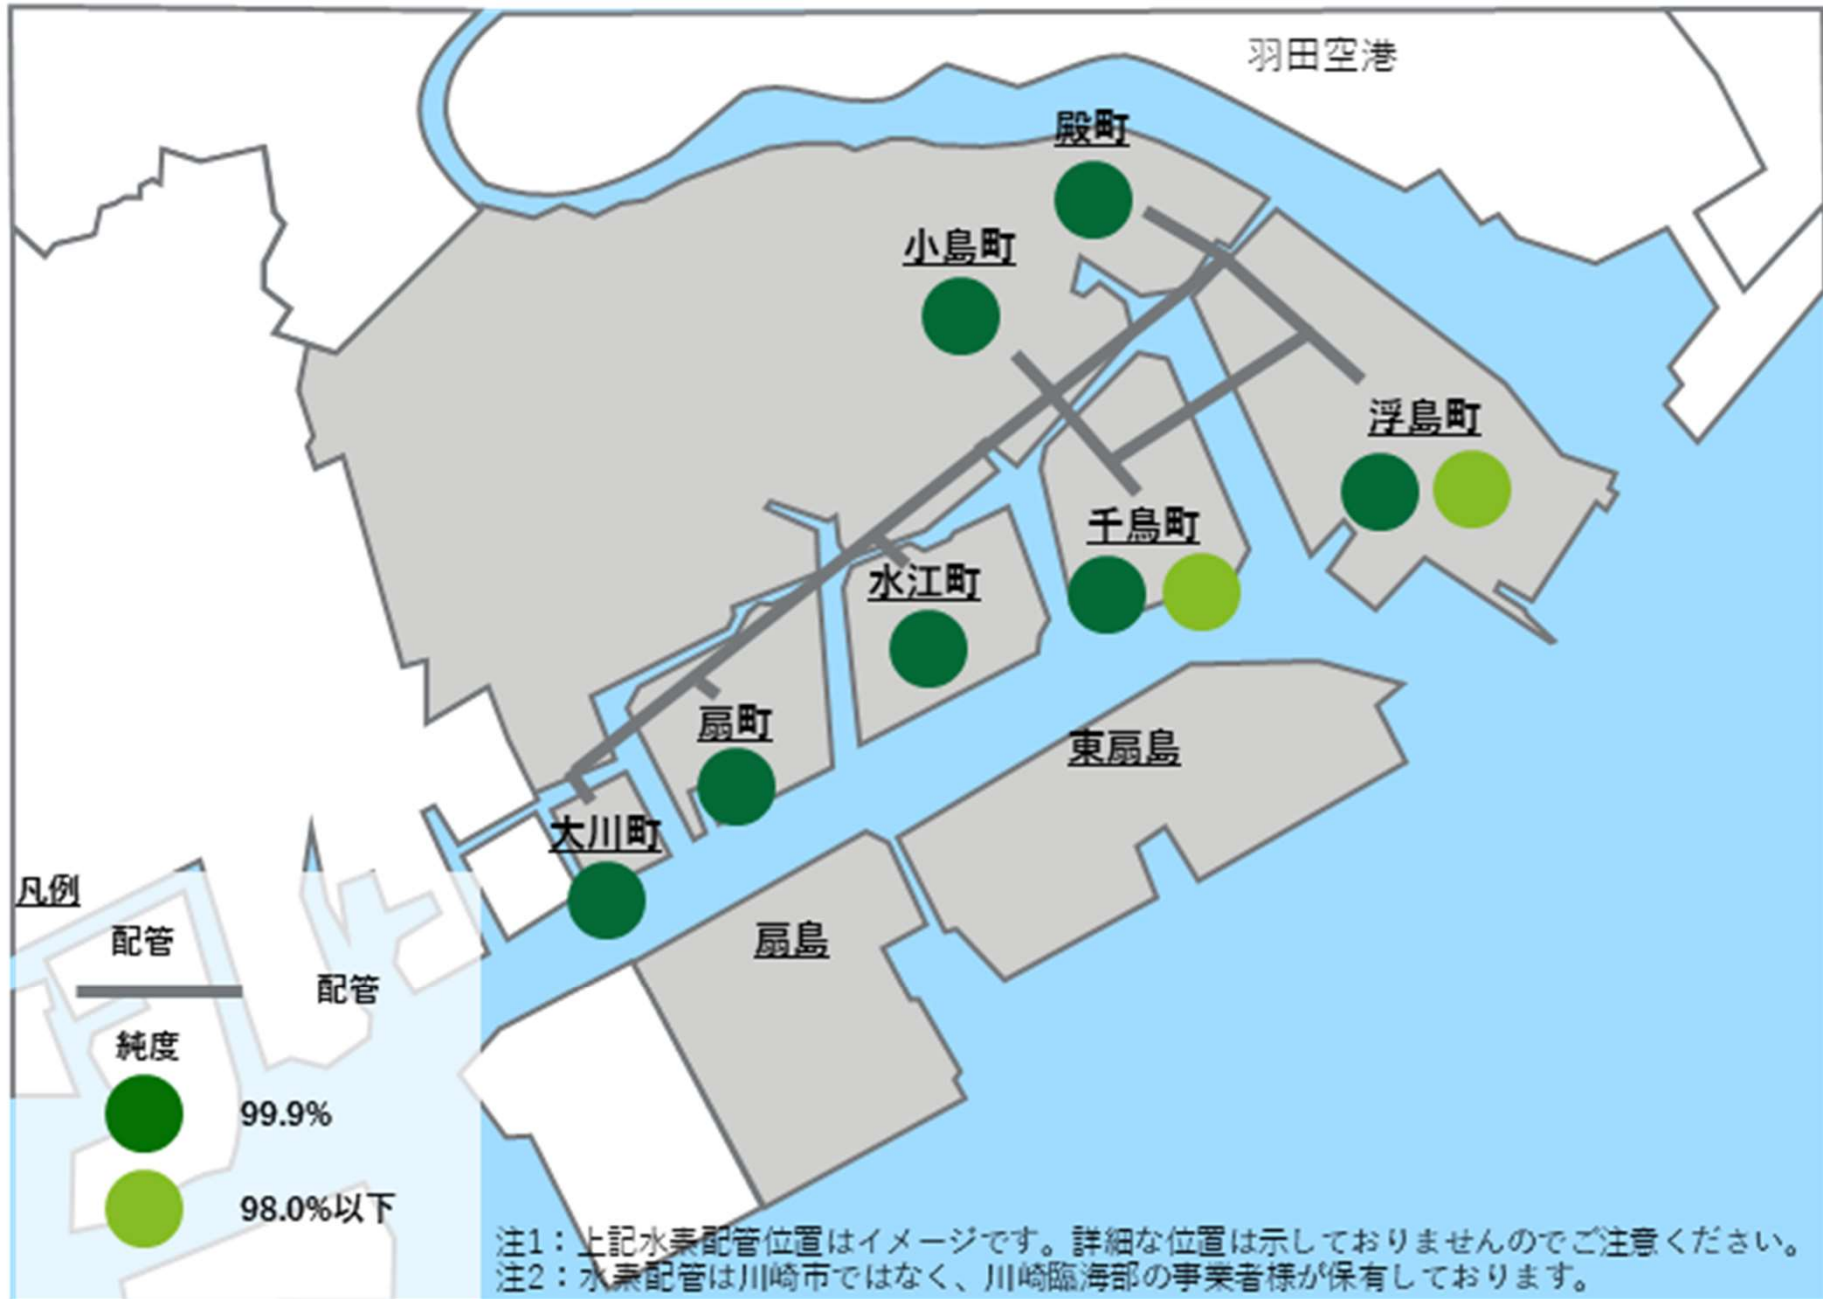 羽田空港
殿町
小島町
浮島町
千鳥町
水江町
扇町
東扇島
大川町
扇島
凡例
配管
配管
純度
99.9%
98.0%以下
注1：上記水素配管位置はイメージです。詳細な位置は示しておりませんのでご注意ください。
注2：水素配管は川崎市ではなく、川崎臨海部の事業者様が保有しております。